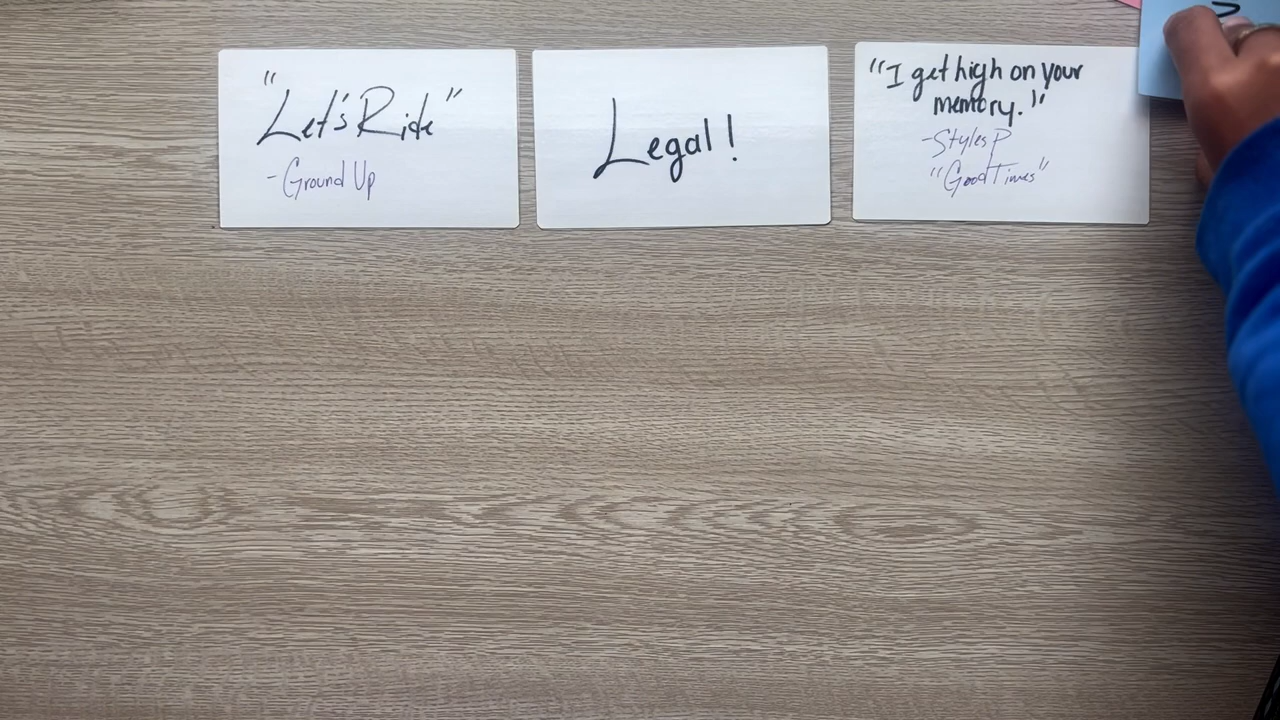 "Let's Ride"
- Ground Up
Legal!
"I get high on your
memory."
- Styles P
"Good Times"